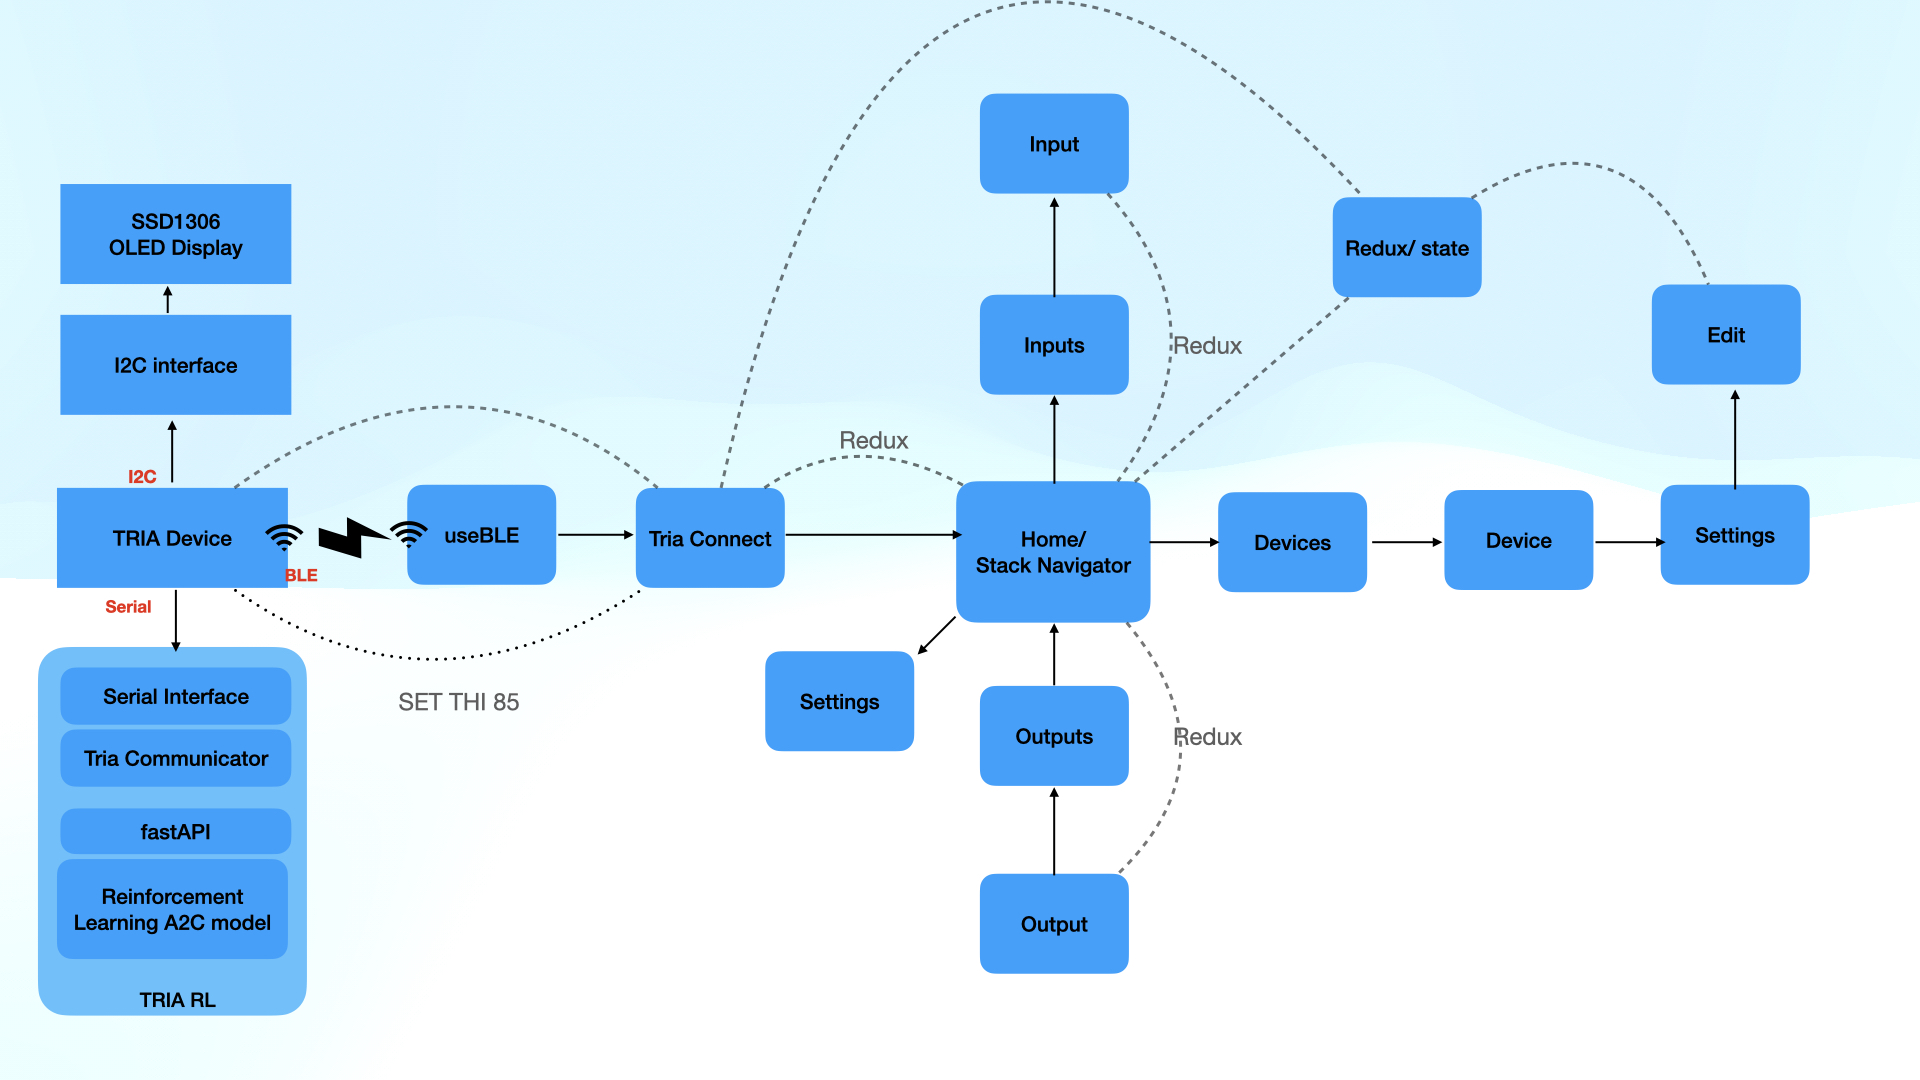 Input
SSD1306
OLED Display
Redux/ state
I2C interface
Inputs
Redux
Edit
Redux
I2C
TRIA Device
BLE
useBLE
Tria Connect
Home/
Stack Navigator
Devices
Device
Settings
Serial
Serial Interface
Tria Communicator
fastAPI
Reinforcement
Learning A2C model
TRIA RL
SET THI 85
Settings
Outputs
Redux
Output